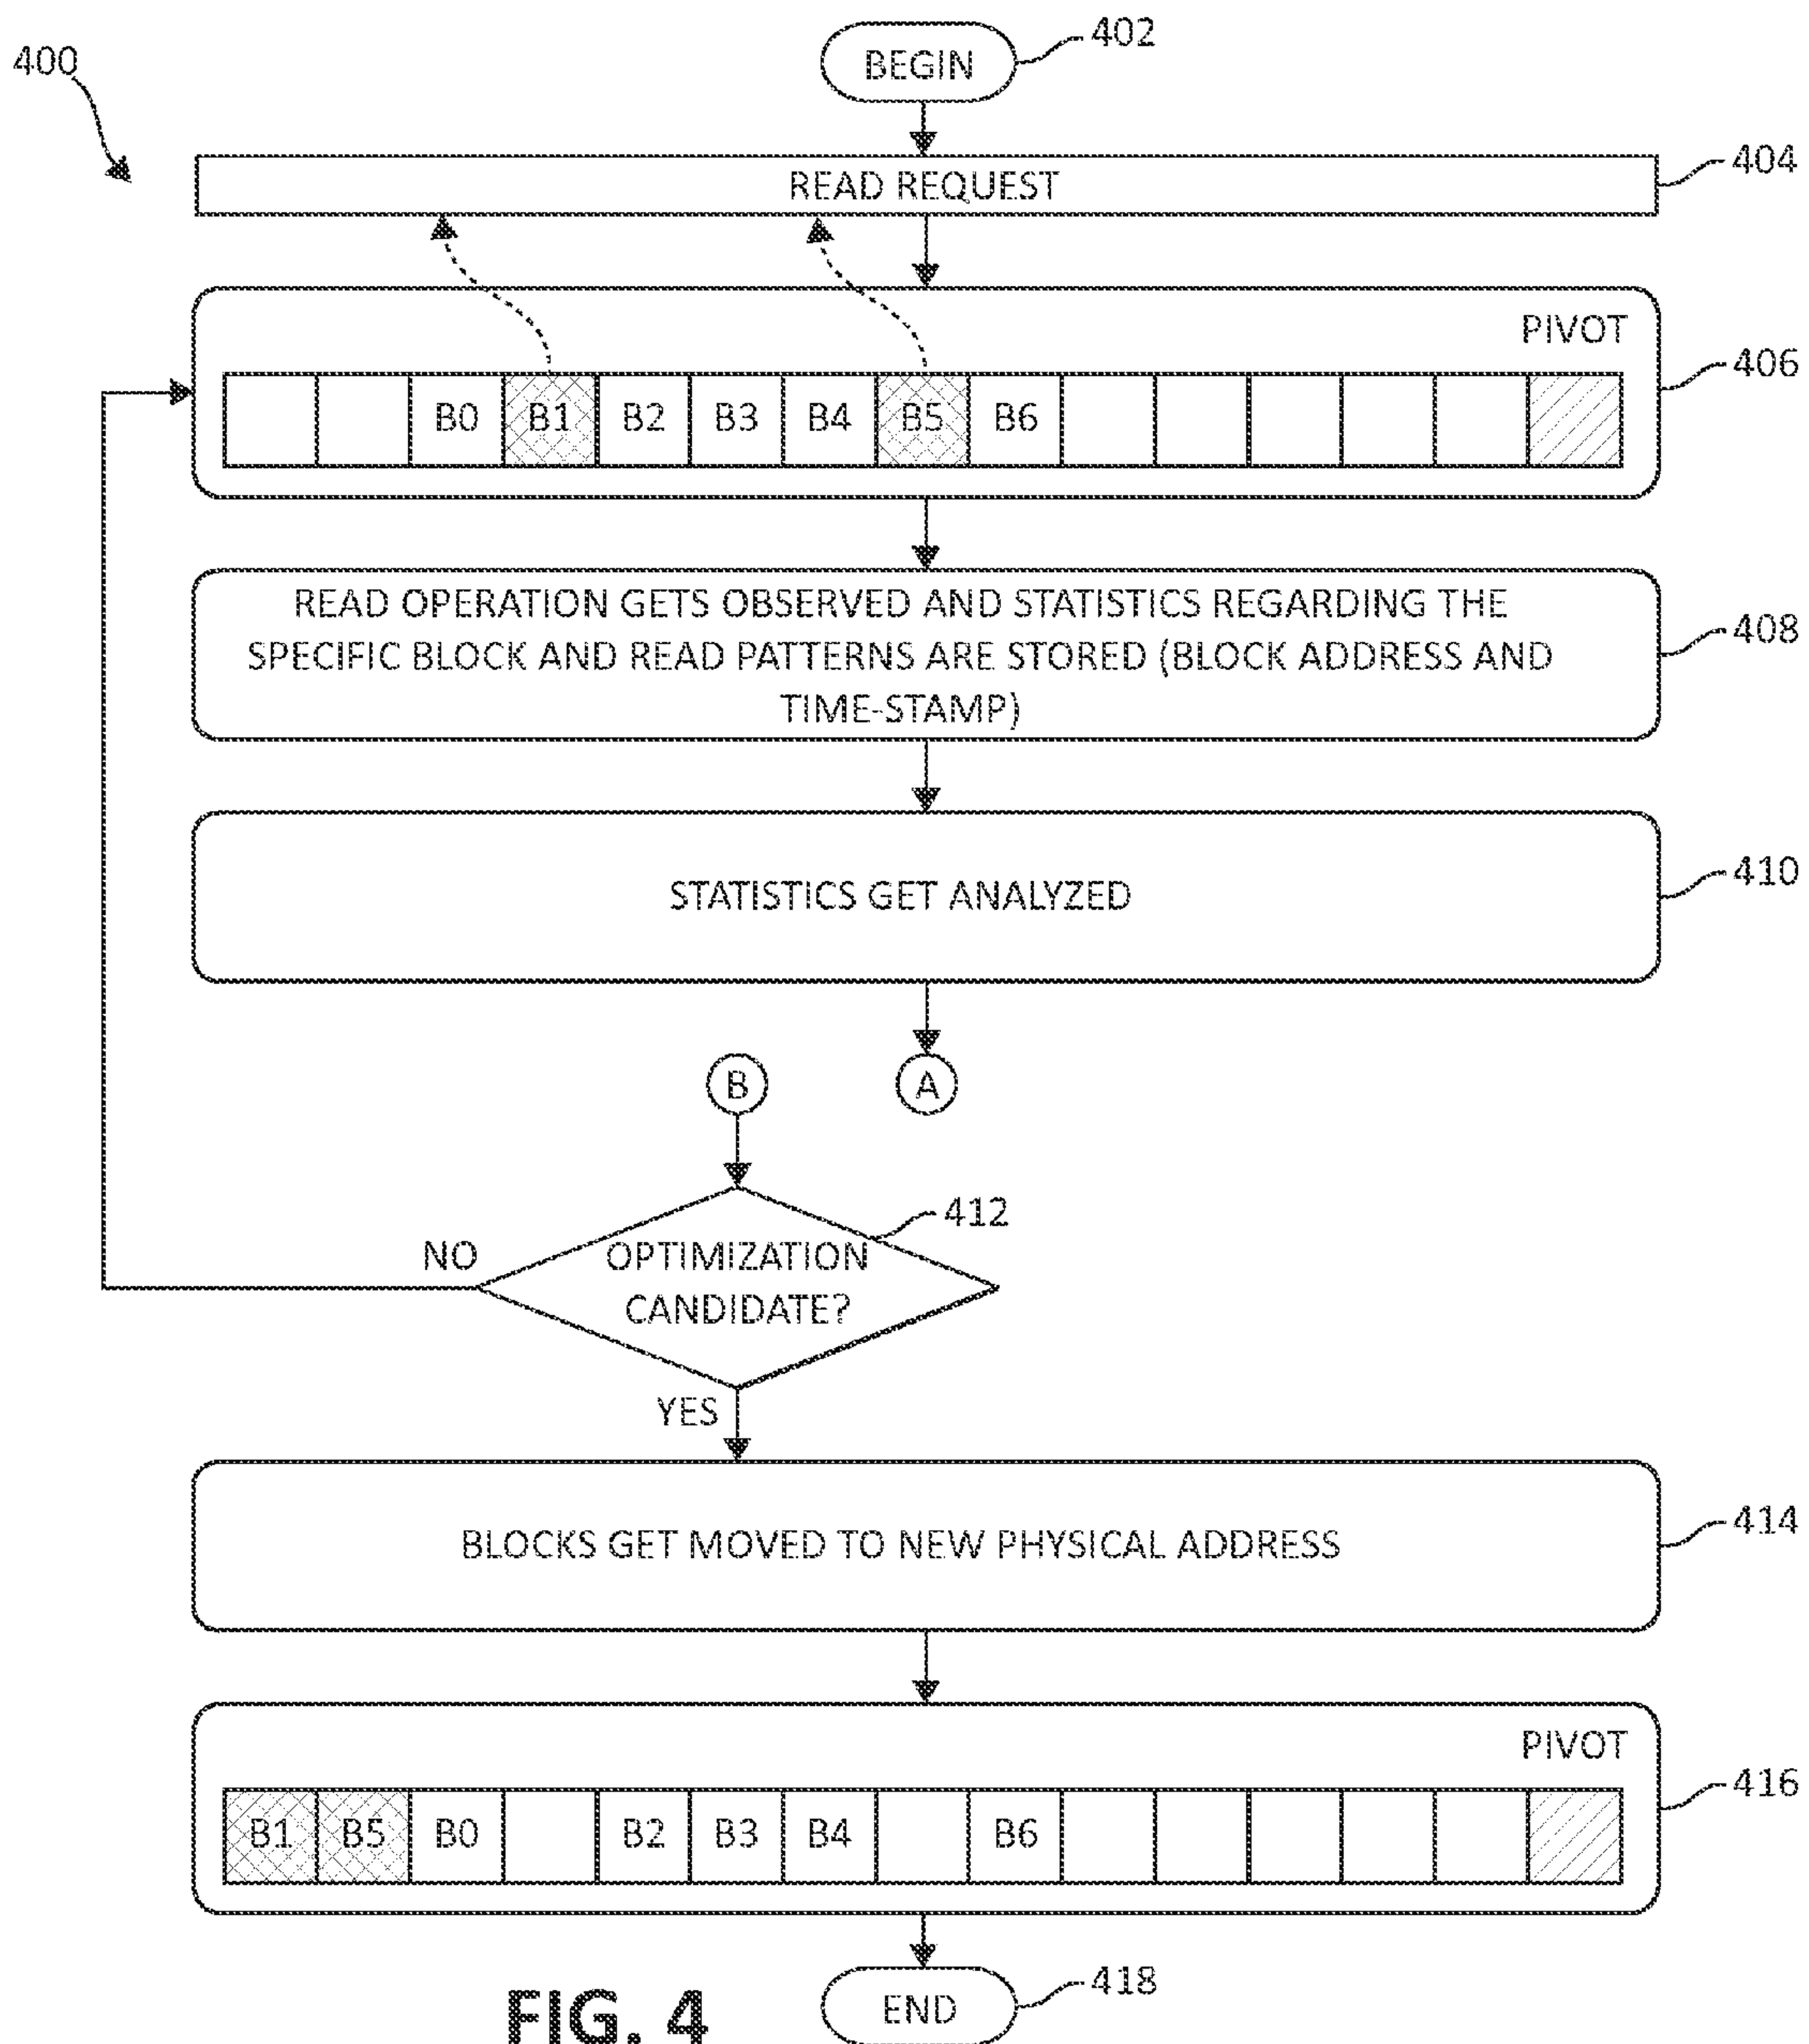 400
BEGIN
402
READ REQUEST
404
PIVOT
406
B0 B1 B2 B3 B4 B5 B6
READ OPERATION GETS OBSERVED AND STATISTICS REGARDING THE
SPECIFIC BLOCK AND READ PATTERNS ARE STORED (BLOCK ADDRESS AND
TIME-STAMP)
408
STATISTICS GET ANALYZED
410
B A
412
NO
OPTIMIZATION
CANDIDATE?
YES
BLOCKS GET MOVED TO NEW PHYSICAL ADDRESS
414
PIVOT
416
B1 B5 B0 B2 B3 B4 B6
END
418
FIG. 4